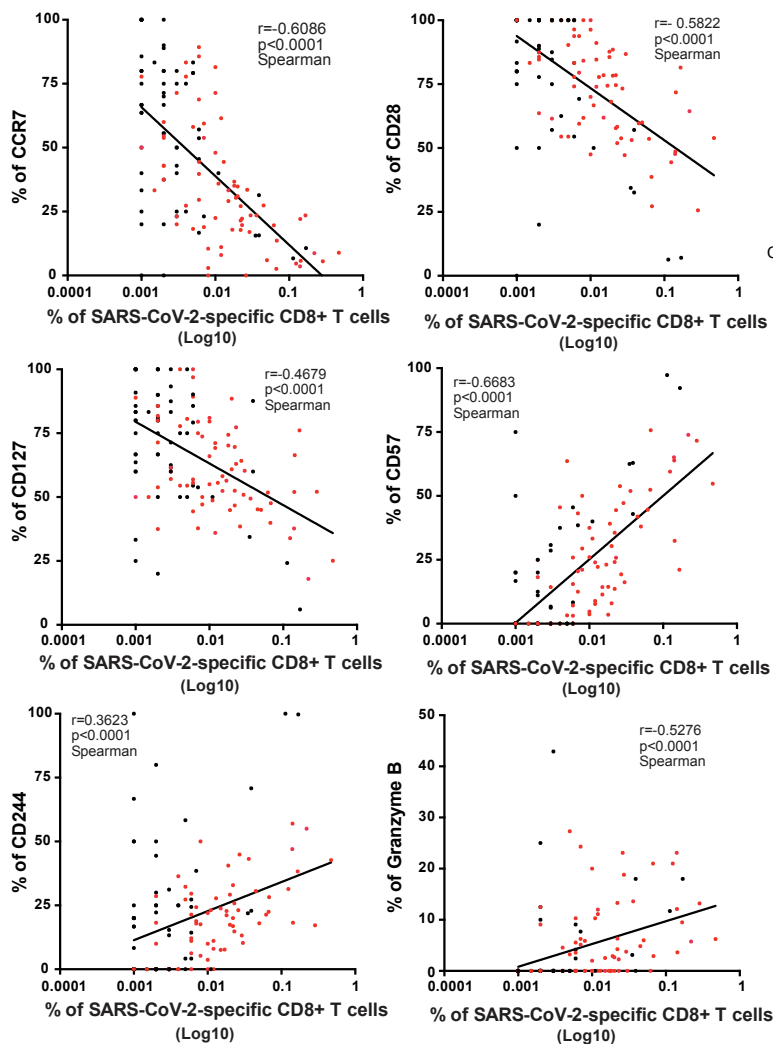 r=-0.6086
p<0.0001
Spearman
100
75
50
25
0
% of CCR7
0.0001 0.001 0.01 0.1 1
% of SARS-CoV-2-specific CD8+ T cells
(Log10)
r=- 0.5822
p<0.0001
Spearman
100
75
50
25
0
% of CD28
0.0001 0.001 0.01 0.1 1
% of SARS-CoV-2-specific CD8+ T cells
(Log10)
C
r=-0.4679
p<0.0001
Spearman
100
75
50
25
0
% of CD127
0.0001 0.001 0.01 0.1 1
% of SARS-CoV-2-specific CD8+ T cells
(Log10)
r=-0.6683
p<0.0001
Spearman
100
75
50
25
0
% of CD57
0.0001 0.001 0.01 0.1 1
% of SARS-CoV-2-specific CD8+ T cells
(Log10)
r=0.3623
p<0.0001
Spearman
100
75
50
25
0
% of CD244
0.0001 0.001 0.01 0.1 1
% of SARS-CoV-2-specific CD8+ T cells
(Log10)
r=-0.5276
p<0.0001
Spearman
50
40
30
20
10
0
% of Granzyme B
0.0001 0.001 0.01 0.1 1
% of SARS-CoV-2-specific CD8+ T cells
(Log10)